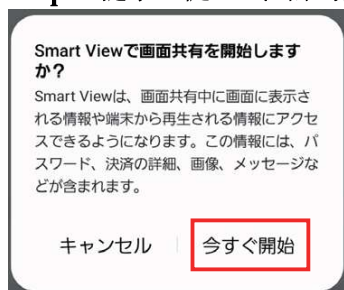 Smart Viewで画面共有を開始します
か？
Smart Viewは、画面共有中に画面に表示さ
れる情報や端末から再生される情報にアクセ
スできるようになります。この情報には、パ
スワード、決済の詳細、画像、メッセージな
どが含まれます。
キャンセル
今すぐ開始